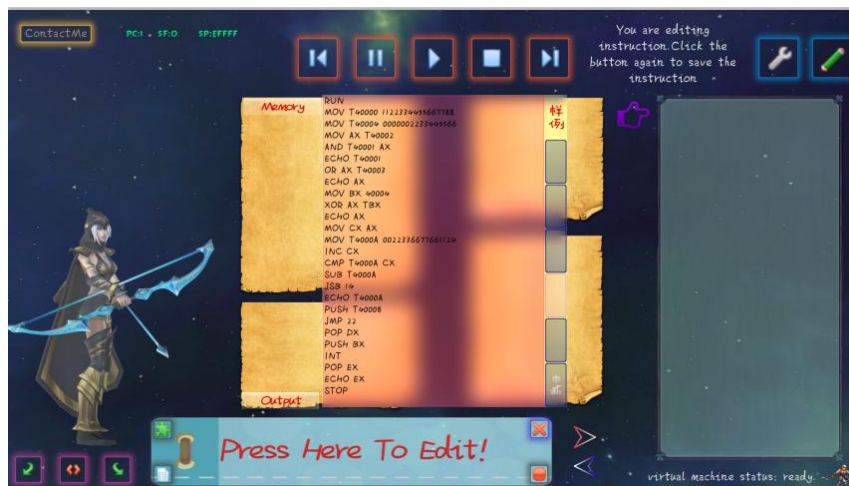 ContactMe
PC:1 SF:0 SP:EFFFF
You are editing
instruction.Click the
button again to save the
instruction
Memory
RUN
MOV T40000 1122334455667788
MOV T40004 0000002233445566
MOV AX T40002
AND T40001 AX
ECHO T40001
OR AX T40003
ECHO AX
MOV BX 40004
XOR AX TBX
ECHO AX
MOV CX AX
MOV T4000A 0022336677661124
INC CX
CMP T4000A CX
SUB T4000A
JSB 14
ECHO T4000A
PUSH T40008
JMP 22
POP DX
PUSH BX
INT
POP EX
ECHO EX
STOP
样
例
中
断
Output
Press Here To Edit!
virtual machine status: ready.